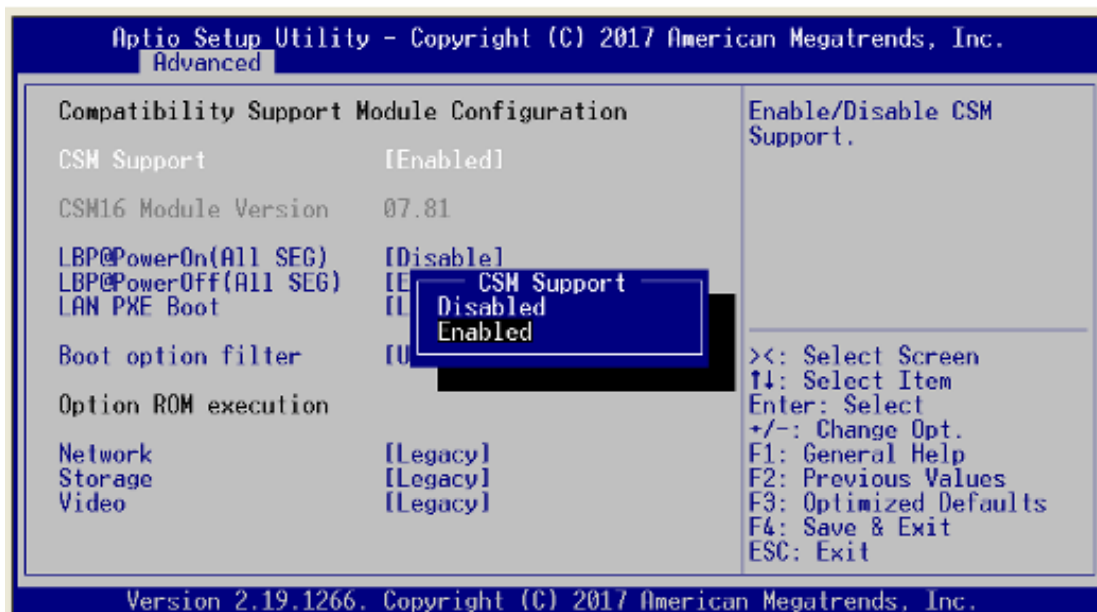 Aptio Setup Utility - Copyright (C) 2017 American Megatrends, Inc.
Advanced
Compatibility Support Module Configuration
CSM Support [Enabled]
CSM16 Module Version 07.81
LBP@PowerOn(All SEG) [Disable]
LBP@PowerOff(All SEG) [E
LAN PXE Boot [L
Boot option filter [U
Option ROM execution
Network [Legacy]
Storage [Legacy]
Video [Legacy]
CSM Support
Disabled
Enabled
Enable/Disable CSM
Support.
><: Select Screen
↑↓: Select Item
Enter: Select
+/-: Change Opt.
F1: General Help
F2: Previous Values
F3: Optimized Defaults
F4: Save & Exit
ESC: Exit
Version 2.19.1266. Copyright (C) 2017 American Megatrends, Inc.